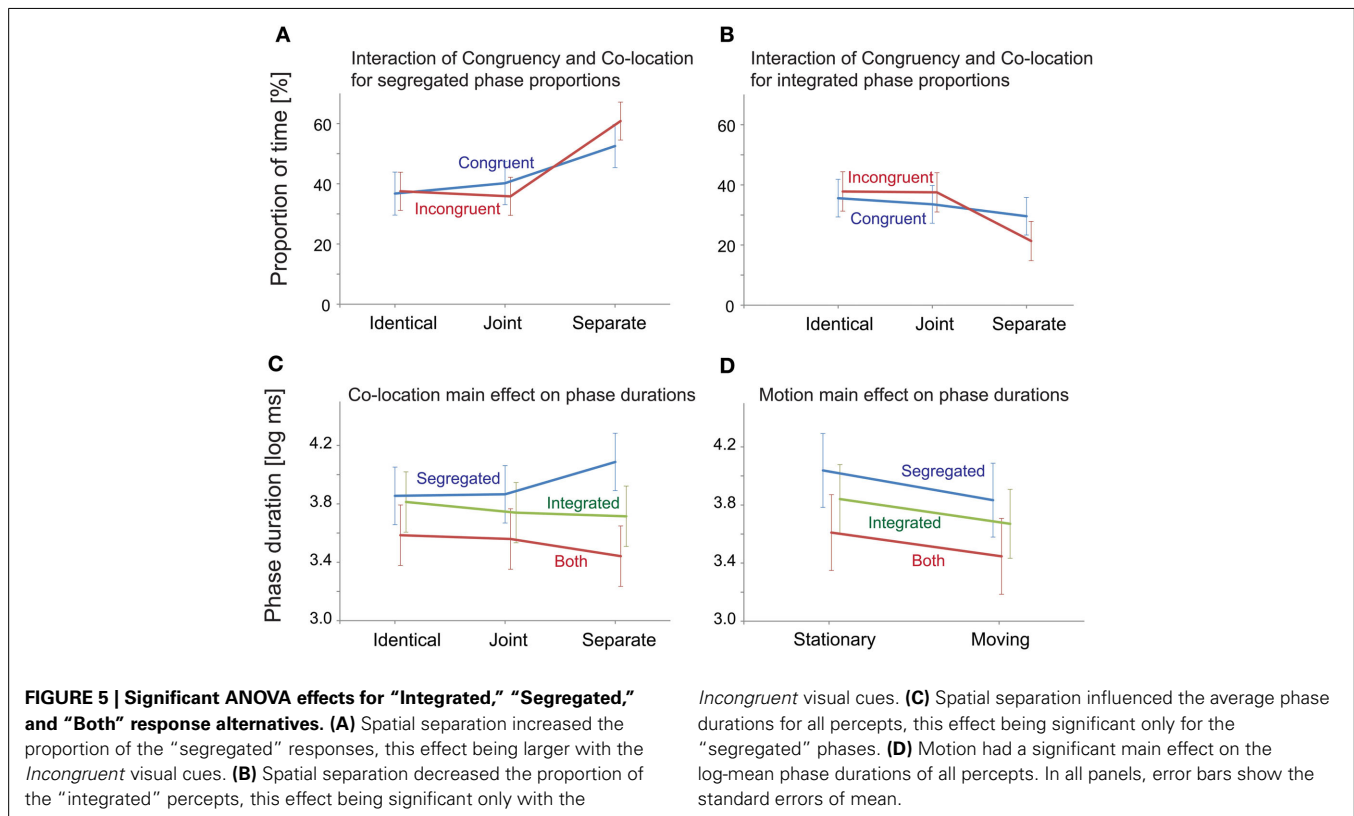 A
Interaction of Congruency and Co-location
for segregated phase proportions
Proportion of time [%]
60
40
20
0
Congruent
Incongruent
Identical
Joint
Separate
B
Interaction of Congruency and Co-location
for integrated phase proportions
60
40
20
0
Incongruent
Congruent
Identical
Joint
Separate
C
Co-location main effect on phase durations
Phase duration [log ms]
4.2
3.8
3.4
3.0
Segregated
Integrated
Both
Identical
Joint
Separate
D
Motion main effect on phase durations
4.2
3.8
3.4
3.0
Segregated
Integrated
Both
Stationary
Moving
FIGURE 5 | Significant ANOVA effects for “Integrated,” “Segregated,”
and “Both” response alternatives. (A) Spatial separation increased the
proportion of the “segregated” responses, this effect being larger with the
Incongruent visual cues. (B) Spatial separation decreased the proportion of
the “integrated” percepts, this effect being significant only with the
Incongruent visual cues. (C) Spatial separation influenced the average phase
durations for all percepts, this effect being significant only for the
“segregated” phases. (D) Motion had a significant main effect on the
log-mean phase durations of all percepts. In all panels, error bars show the
standard errors of mean.